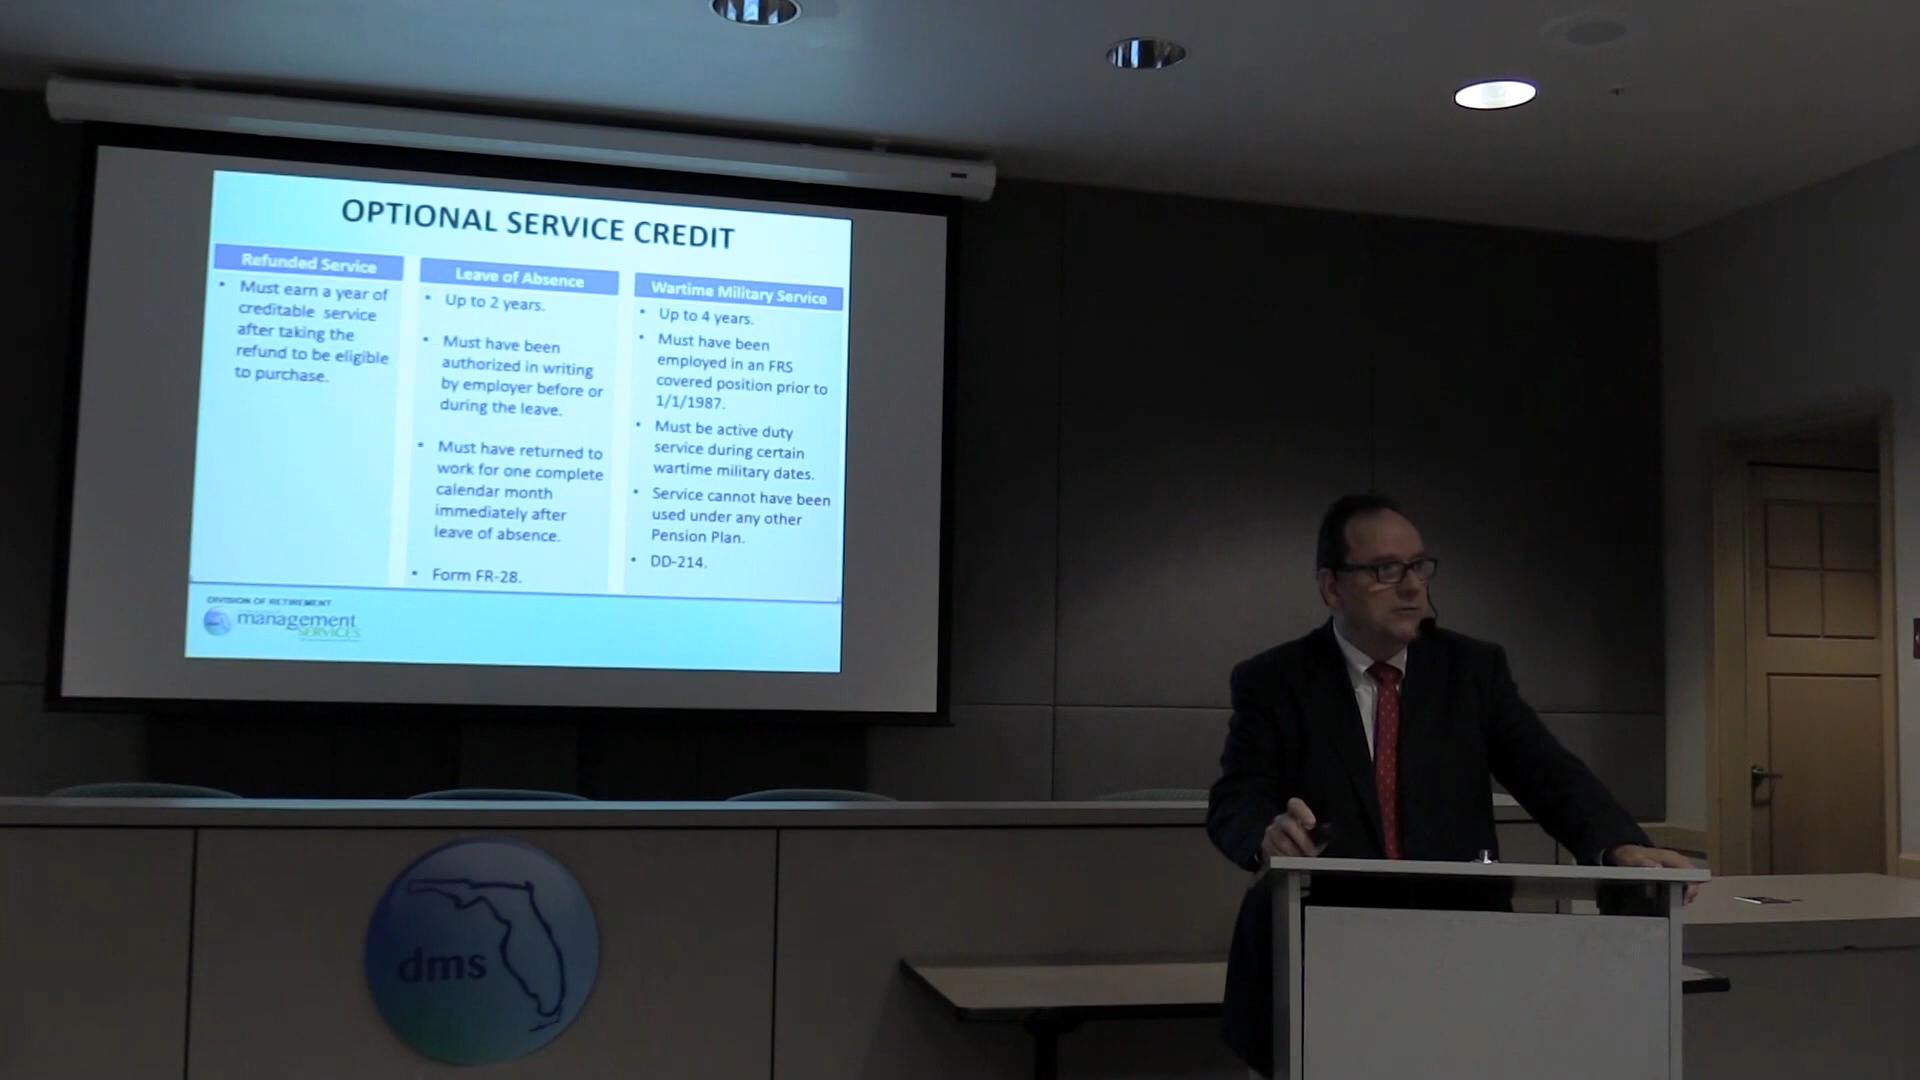 OPTIONAL SERVICE CREDIT
Refunded Service
• Must earn a year of
creditable service
after taking the
refund to be eligible
to purchase.
Leave of Absence
• Up to 2 years.
• Must have been
authorized in writing
by employer before or
during the leave.
• Must have returned to
work for one complete
calendar month
immediately after
leave of absence.
• Form FR-28.
Wartime Military Service
• Up to 4 years.
• Must have been
employed in an FRS
covered position prior to
1/1/1987.
• Must be active duty
service during certain
wartime military dates.
• Service cannot have been
used under any other
Pension Plan.
• DD-214.
DIVISION OF RETIREMENT
management
SERVICES
dms